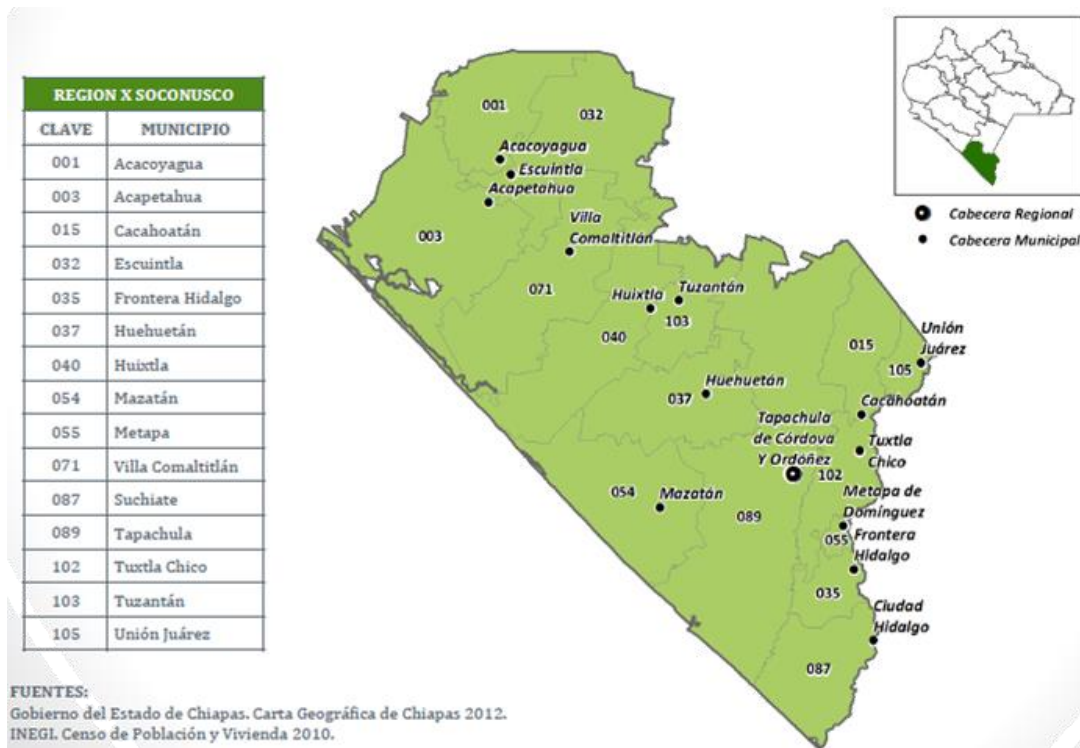 REGION X SOCONUSCO
CLAVE MUNICIPIO
001 Acacoyagua
003 Acapetahua
015 Cacahoatán
032 Escuintla
035 Frontera Hidalgo
037 Huehuetán
040 Huixtla
054 Mazatán
055 Metapa
071 Villa Comaltitlán
087 Suchiate
089 Tapachula
102 Tuxtla Chico
103 Tuzantán
105 Unión Juárez
FUENTES:
Gobierno del Estado de Chiapas. Carta Geográfica de Chiapas 2012.
INEGI. Censo de Población y Vivienda 2010.
001
032
Acacoyagua
Escuintla
Acapetahua
003
Villa
Comaltitlán
071
Huixtla
Tuzantán
103
040
015
Unión
Juárez
105
Huehuetán
037
Cacahoatán
Tapachula
de Córdova
Y Ordóñez
Tuxtla
Chico
102
054
Mazatán
089
Metapa de
Domínguez
055
Frontera
Hidalgo
035
Ciudad
Hidalgo
087
Cabecera Regional
Cabecera Municipal